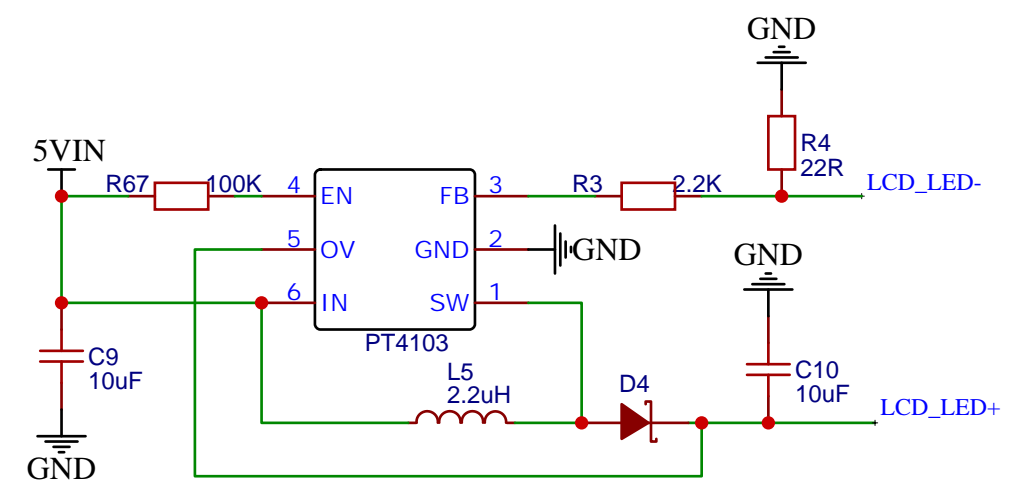 GND
5VIN
R67 100K
4 EN
FB 3
R3 2.2K
R4
22R
LCD_LED-
5 OV
GND 2
GND
GND
6 IN
SW 1
PT4103
C9
10uF
L5
2.2uH
D4
C10
10uF
LCD_LED+
GND